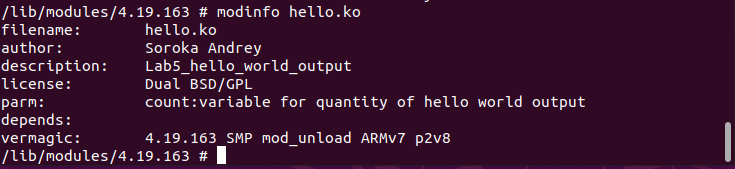 /lib/modules/4.19.163 # modinfo hello.ko
filename: hello.ko
author: Soroka Andrey
description: Lab5_hello_world_output
license: Dual BSD/GPL
parm: count:variable for quantity of hello world output
depends:
vermagic: 4.19.163 SMP mod_unload ARMv7 p2v8
/lib/modules/4.19.163 #